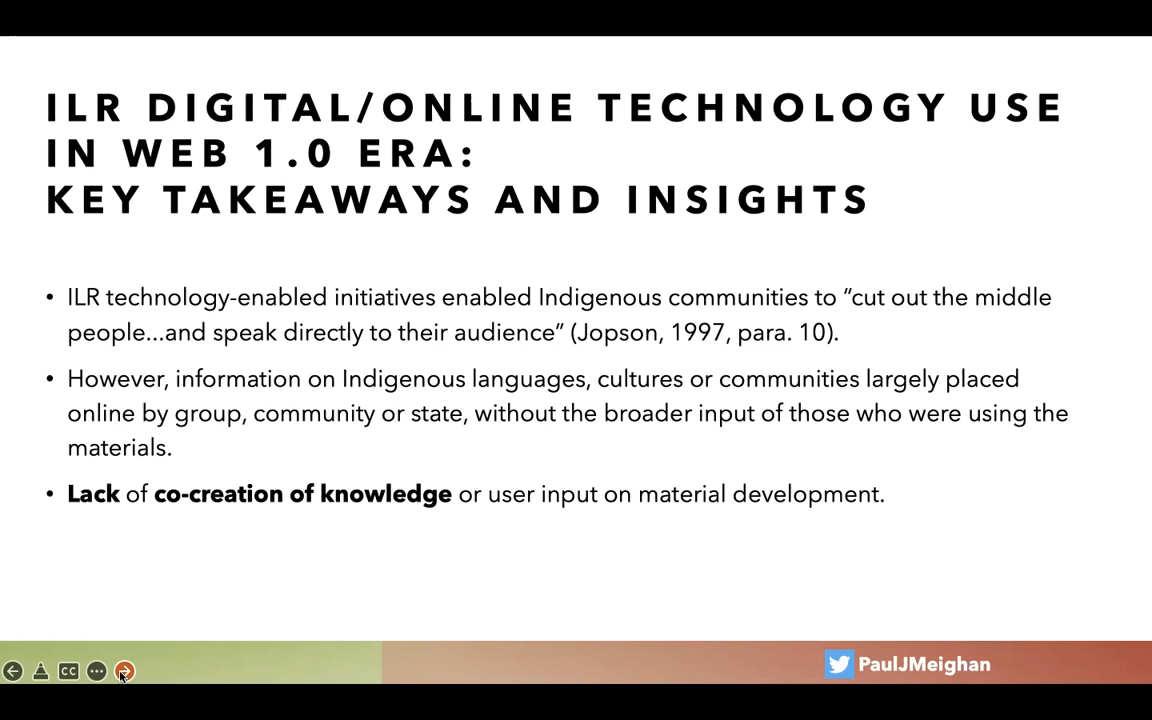 ILR DIGITAL/ONLINE TECHNOLOGY USE
IN WEB 1.0 ERA:
KEY TAKEAWAYS AND INSIGHTS
• ILR technology-enabled initiatives enabled Indigenous communities to “cut out the middle
people...and speak directly to their audience” (Jopson, 1997, para. 10).
• However, information on Indigenous languages, cultures or communities largely placed
online by group, community or state, without the broader input of those who were using the
materials.
• Lack of co-creation of knowledge or user input on material development.
CC
PaulJMeighan